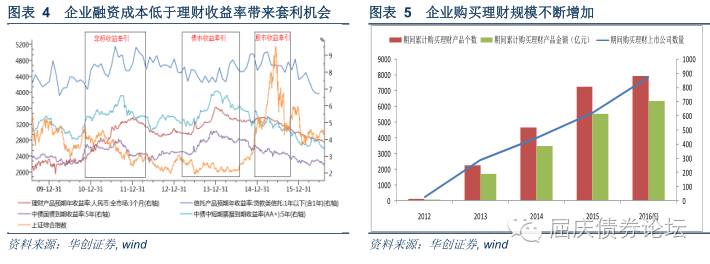 图表 4 企业融资成本低于理财收益率带来套利机会
非标收益牵引
债市收益牵引
股市收益牵引
5200
4800
4400
4000
3600
3200
2800
2400
2000
9
8
7
6
5
4
3
2
09-12-31 10-12-31 11-12-31 12-12-31 13-12-31 14-12-31 15-12-31
理财产品预期年收益率:人民币:全市场:3个月(右轴)
信托产品预期年收益率:贷款类信托:1年以下(含1年)(右轴)
中债国债到期收益率:5年(右轴)
中债中短期票据到期收益率(AA+):5年(右轴)
上证综合指数
资料来源：华创证券, wind
图表 5 企业购买理财规模不断增加
期间累计购买理财产品个数
期间累计购买理财产品金额（亿元）
期间购买理财上市公司数量
9000
8000
7000
6000
5000
4000
3000
2000
1000
0
1000
900
800
700
600
500
400
300
200
100
0
2012 2013 2014 2015
资料来源：华创证券, wind
屈庆债券论坛